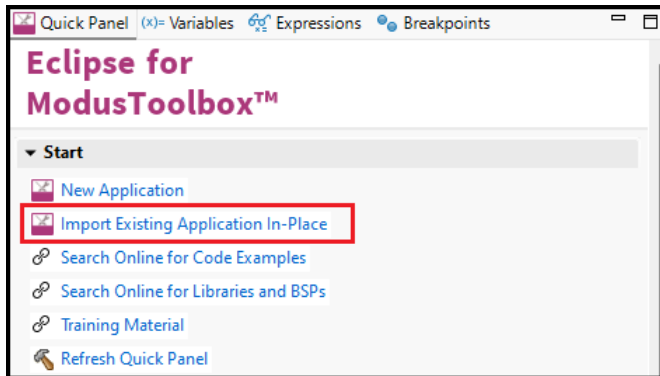 Quick Panel (x)= Variables Expressions Breakpoints
Eclipse for
ModusToolbox™
Start
New Application
Import Existing Application In-Place
Search Online for Code Examples
Search Online for Libraries and BSPs
Training Material
Refresh Quick Panel